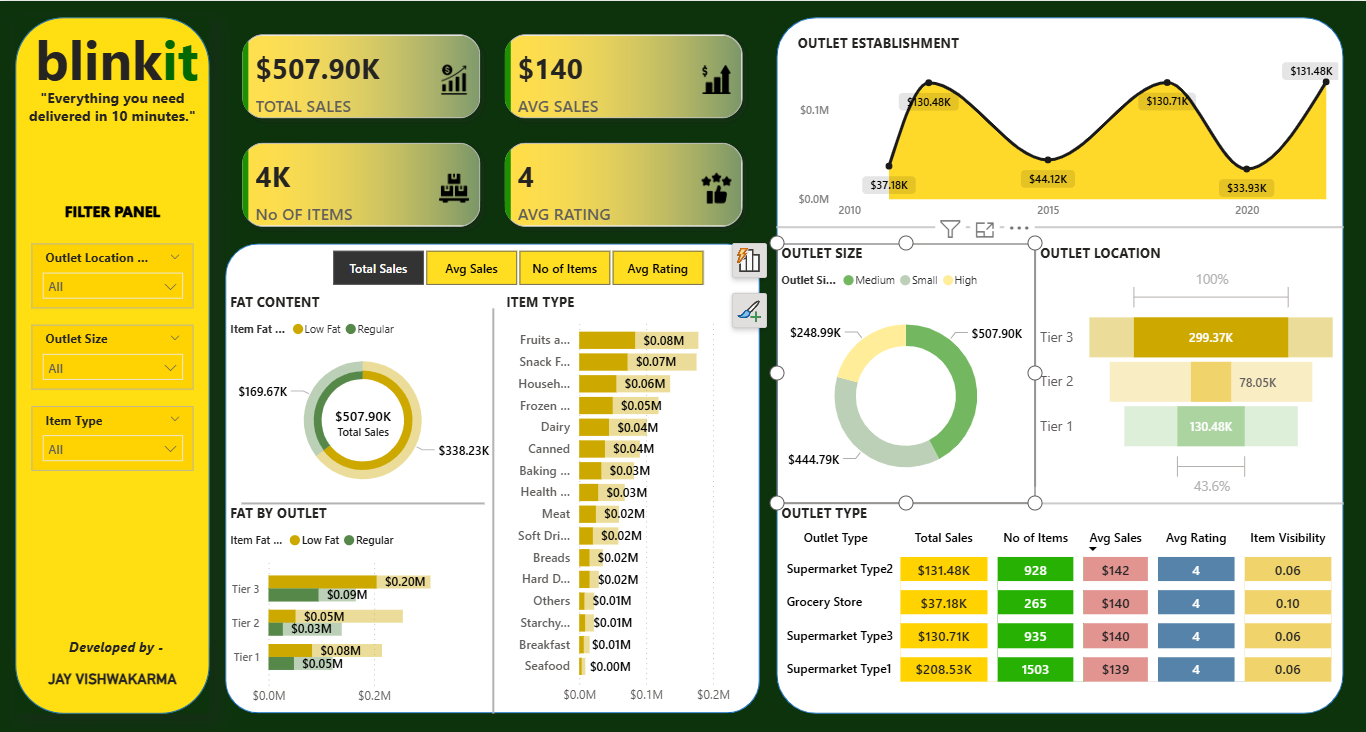 blinkit
"Everything you need
delivered in 10 minutes."
FILTER PANEL
Outlet Location ...
All
Outlet Size
All
Item Type
All
Developed by -
JAY VISHWAKARMA
$507.90K
TOTAL SALES
$140
AVG SALES
4K
No OF ITEMS
4
AVG RATING
Total Sales
Avg Sales
No of Items
Avg Rating
FAT CONTENT
Item Fat ... Low Fat Regular
$169.67K
$507.90K
Total Sales
$338.23K
FAT BY OUTLET
Item Fat ... Low Fat Regular
Tier 3 $0.20M
$0.09M
Tier 2 $0.05M
$0.03M
Tier 1 $0.08M
$0.05M
$0.0M $0.2M
ITEM TYPE
Fruits a... $0.08M
Snack F... $0.07M
Househ... $0.06M
Frozen ... $0.05M
Dairy $0.04M
Canned $0.04M
Baking ... $0.03M
Health ... $0.03M
Meat $0.02M
Soft Dri... $0.02M
Breads $0.02M
Hard D... $0.02M
Others $0.01M
Starchy... $0.01M
Breakfast $0.01M
Seafood $0.00M
$0.0M $0.1M $0.2M
OUTLET ESTABLISHMENT
$131.48K
$130.48K
$130.71K
$0.1M
$37.18K
$44.12K
$33.93K
$0.0M
2010 2015 2020
OUTLET SIZE
Outlet Si... Medium Small High
$248.99K
$507.90K
$444.79K
OUTLET LOCATION
100%
Tier 3 299.37K
Tier 2 78.05K
Tier 1 130.48K
43.6%
OUTLET TYPE
Outlet Type Total Sales No of Items Avg Sales Avg Rating Item Visibility
Supermarket Type2 $131.48K 928 $142 4 0.06
Grocery Store $37.18K 265 $140 4 0.10
Supermarket Type3 $130.71K 935 $140 4 0.06
Supermarket Type1 $208.53K 1503 $139 4 0.06